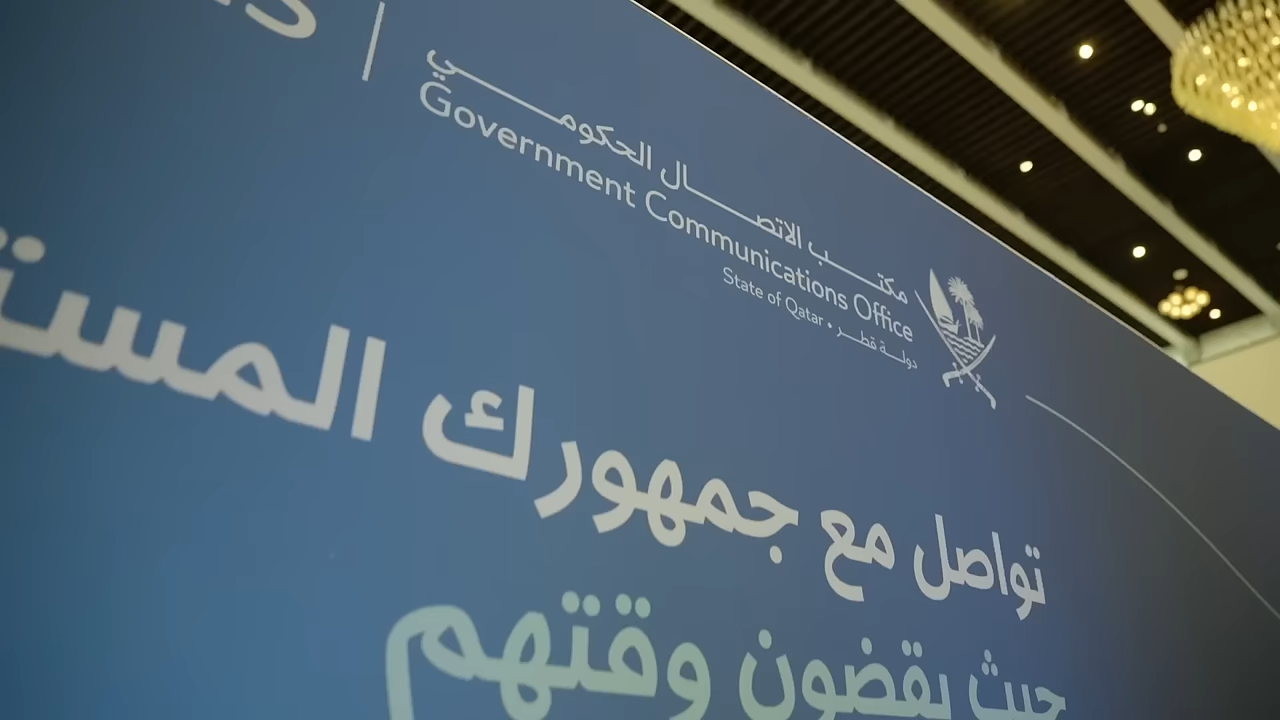 مكتب الاتصال الحكومي
Government Communications Office
State of Qatar • دولة قطر
تواصل مع جمهورك
حيث يقضون وقتهم